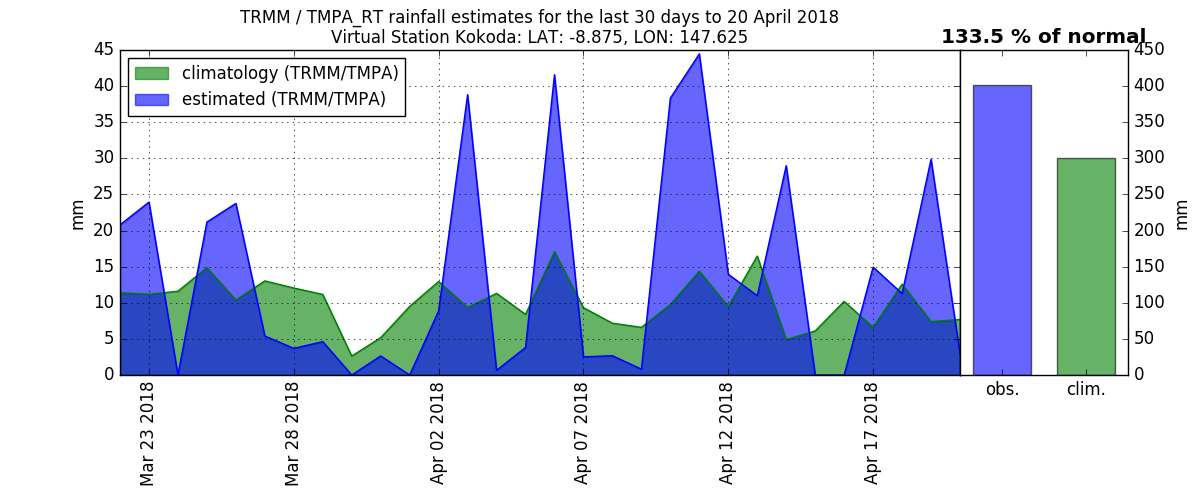 TRMM / TMPA_RT rainfall estimates for the last 30 days to 20 April 2018
Virtual Station Kokoda: LAT: -8.875, LON: 147.625
133.5 % of normal
climatology (TRMM/TMPA)
estimated (TRMM/TMPA)
45
40
35
30
25
20
15
10
5
0
mm
Mar 23 2018
Mar 28 2018
Apr 02 2018
Apr 07 2018
Apr 12 2018
Apr 17 2018
obs.
clim.
450
400
350
300
250
200
150
100
50
0
mm